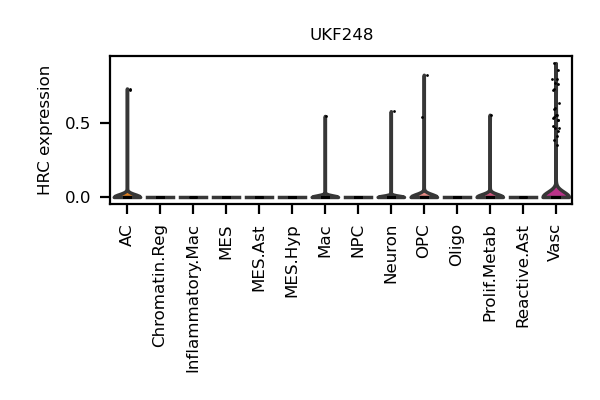 UKF248
HRC expression
0.5
0.0
AC
Chromatin.Reg
Inflammatory.Mac
MES
MES.Ast
MES.Hyp
Mac
NPC
Neuron
OPC
Oligo
Prolif.Metab
Reactive.Ast
Vasc